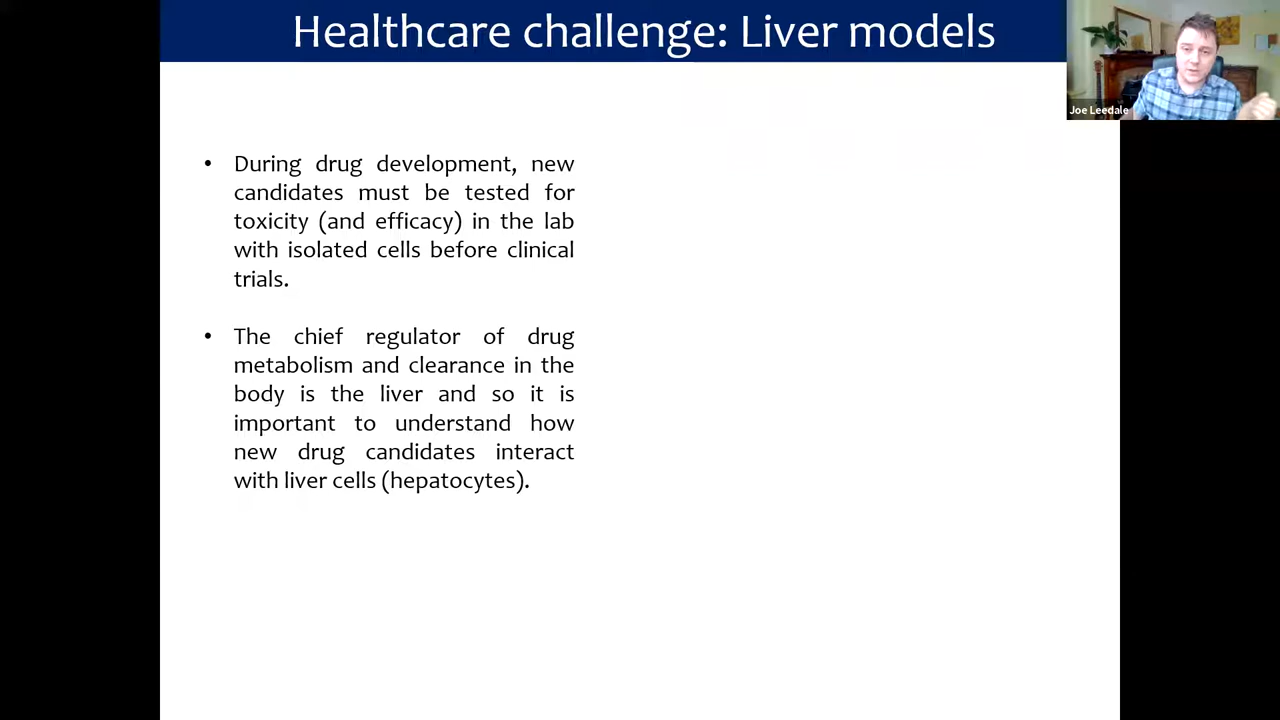 Healthcare challenge: Liver models
Joe Leedale
• During drug development, new
candidates must be tested for
toxicity (and efficacy) in the lab
with isolated cells before clinical
trials.
• The chief regulator of drug
metabolism and clearance in the
body is the liver and so it is
important to understand how
new drug candidates interact
with liver cells (hepatocytes).